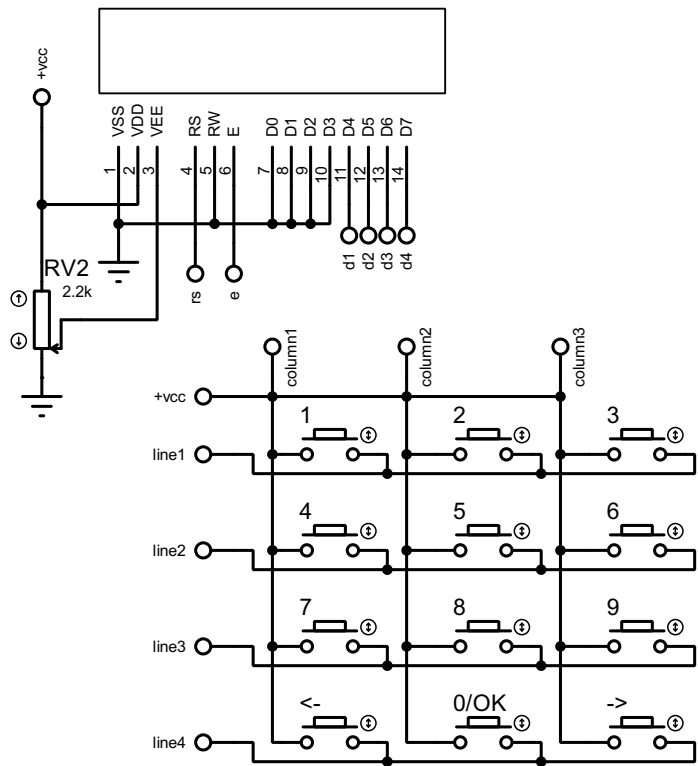 +vcc
VSS
VDD
VEE
RS
RW
E
D0
D1
D2
D3
D4
D5
D6
D7
1
2
3
4
5
6
7
8
9
10
11
12
13
14
d1
d2
d3
d4
rs
e
RV2
2.2k
column1
column2
column3
+vcc
1
2
3
line1
4
5
6
line2
7
8
9
line3
<-
0/OK
->
line4